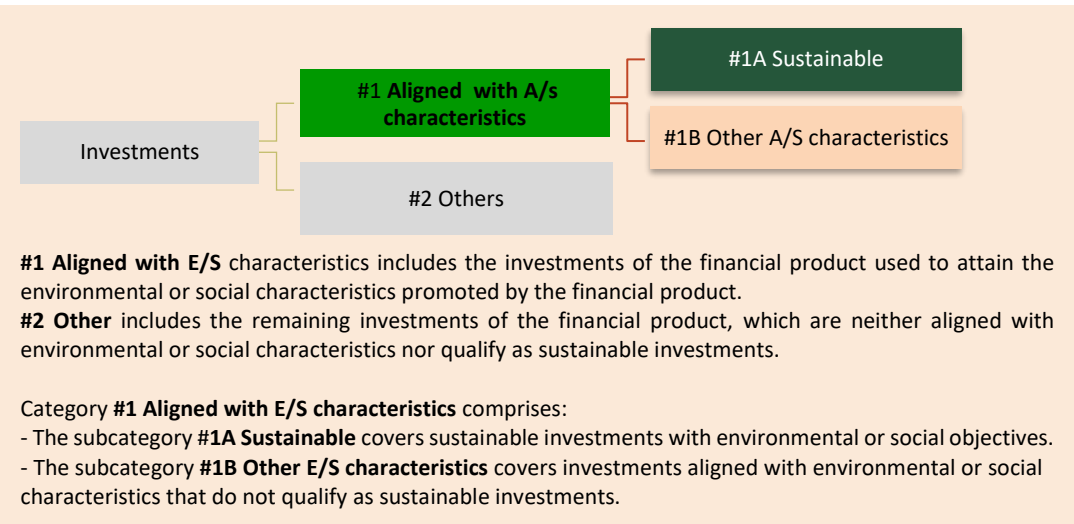 #1A Sustainable
#1 Aligned with A/s
characteristics
#1B Other A/S characteristics
Investments
#2 Others
#1 Aligned with E/S characteristics includes the investments of the financial product used to attain the
environmental or social characteristics promoted by the financial product.
#2 Other includes the remaining investments of the financial product, which are neither aligned with
environmental or social characteristics nor qualify as sustainable investments.
Category #1 Aligned with E/S characteristics comprises:
- The subcategory #1A Sustainable covers sustainable investments with environmental or social objectives.
- The subcategory #1B Other E/S characteristics covers investments aligned with environmental or social
characteristics that do not qualify as sustainable investments.